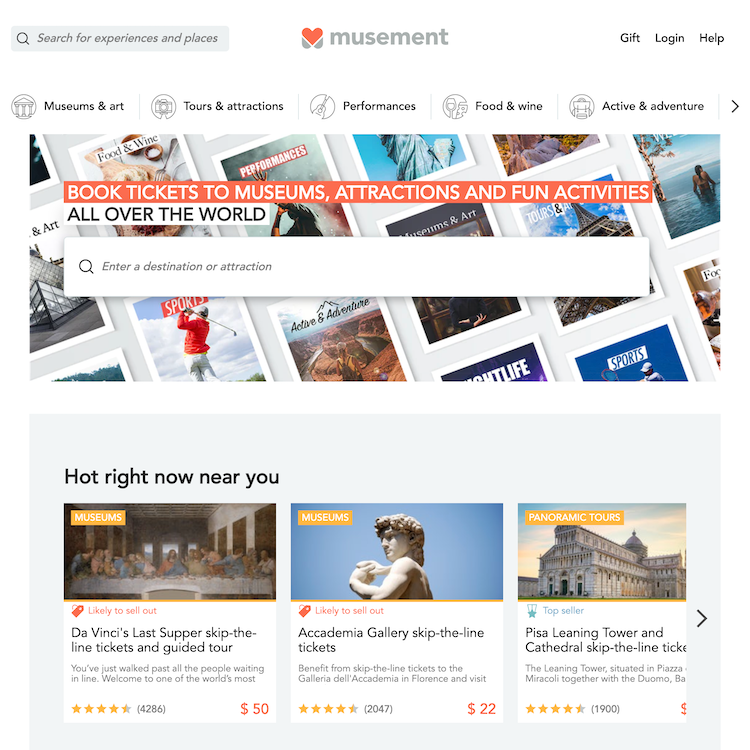 Search for experiences and places
musement
Gift Login Help
Museums & art
Tours & attractions
Performances
Food & wine
Active & adventure
Food & Wine
PERFORMANCES
BOOK TICKETS TO MUSEUMS, ATTRACTIONS AND FUN ACTIVITIES
ALL OVER THE WORLD
& Art
Museums & Art
TOURS &
Enter a destination or attraction
SPORTS
Active & Adventure
NIGHTLIFE
SPORTS
Hot right now near you
MUSEUMS
Likely to sell out
Da Vinci's Last Supper skip-the-
line tickets and guided tour
You've just walked past all the people waiting
in line. Welcome to one of the world's most
(4286) $ 50
MUSEUMS
Likely to sell out
Accademia Gallery skip-the-line
tickets
Benefit from skip-the-line tickets to the
Galleria dell'Accademia in Florence and visit
(2047) $ 22
PANORAMIC TOURS
Top seller
Pisa Leaning Tower and
Cathedral skip-the-line ticke
The Leaning Tower, situated in Piazza
Miracoli together with the Duomo, Ba
(1900) $